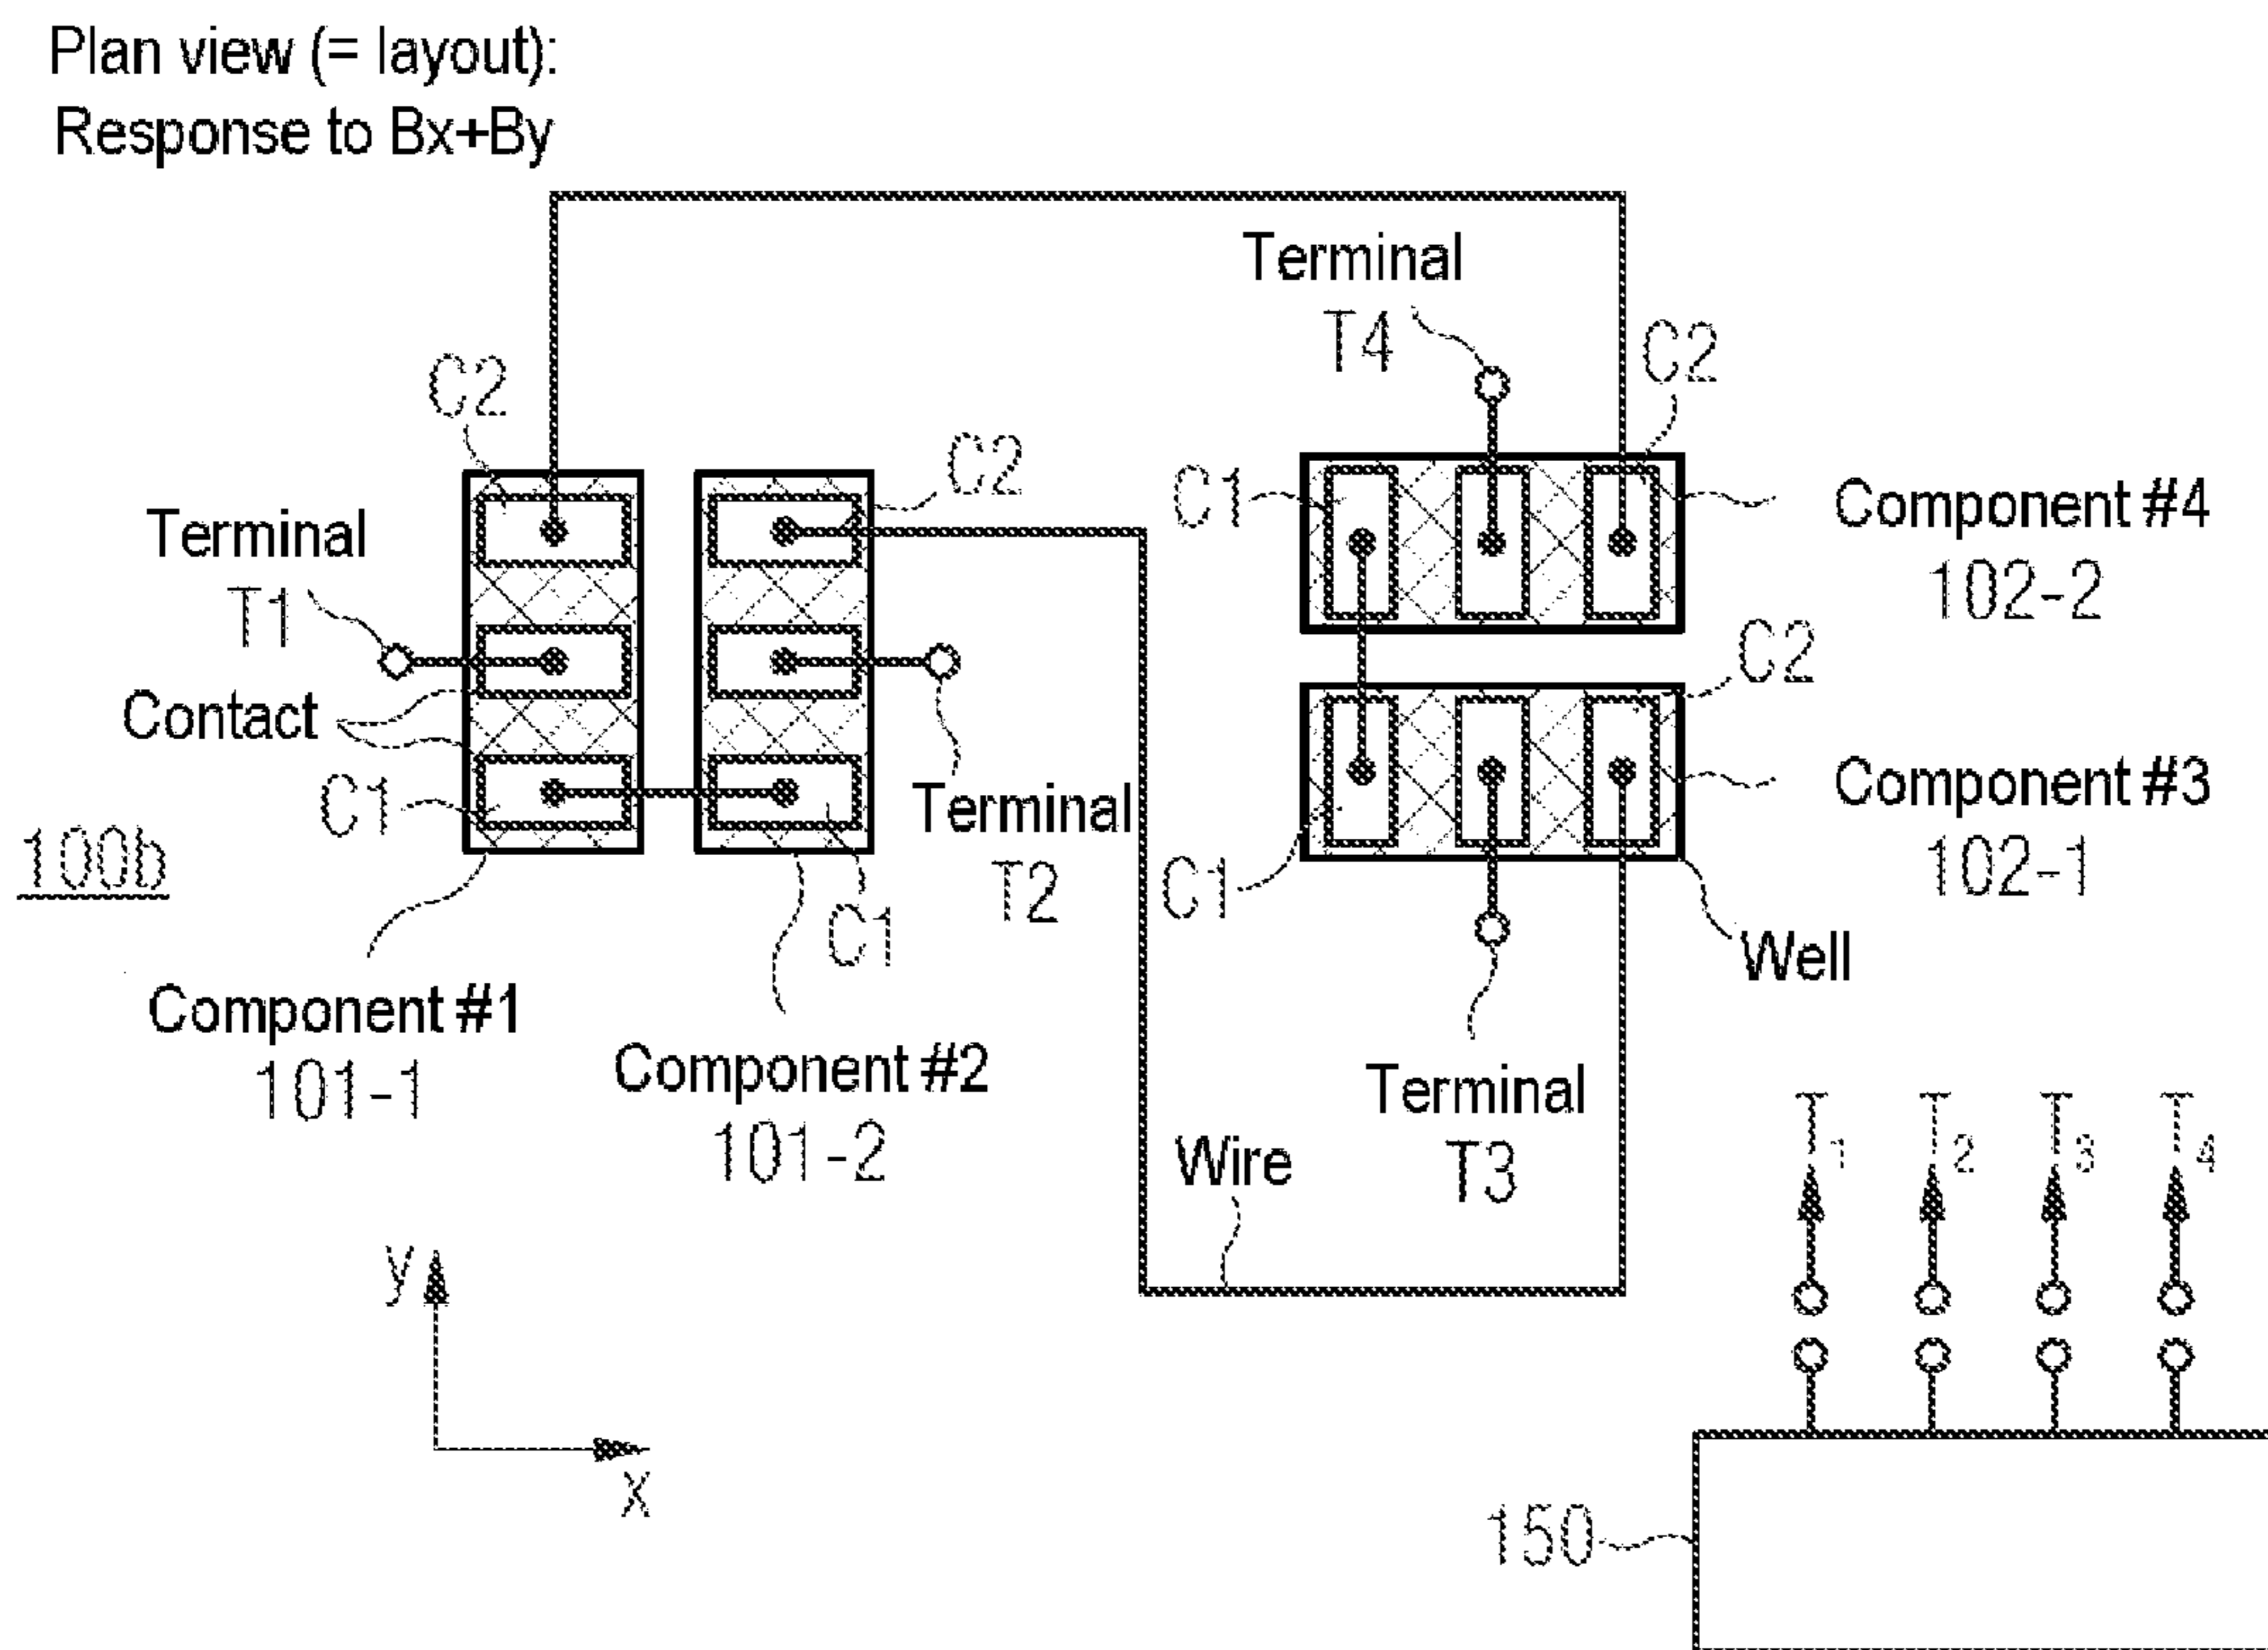 Plan view (= layout):
Response to Bx+By
Terminal
T4
C2
C2
C2
C1
Component #4
102-2
Terminal
T1
C2
Contact
C1
Terminal
T2
C1
Component #3
102-1
100b
C1
Well
Component #1
101-1
Component #2
101-2
Terminal
T3
Wire
T1
T2
T3
T4
y
x
150